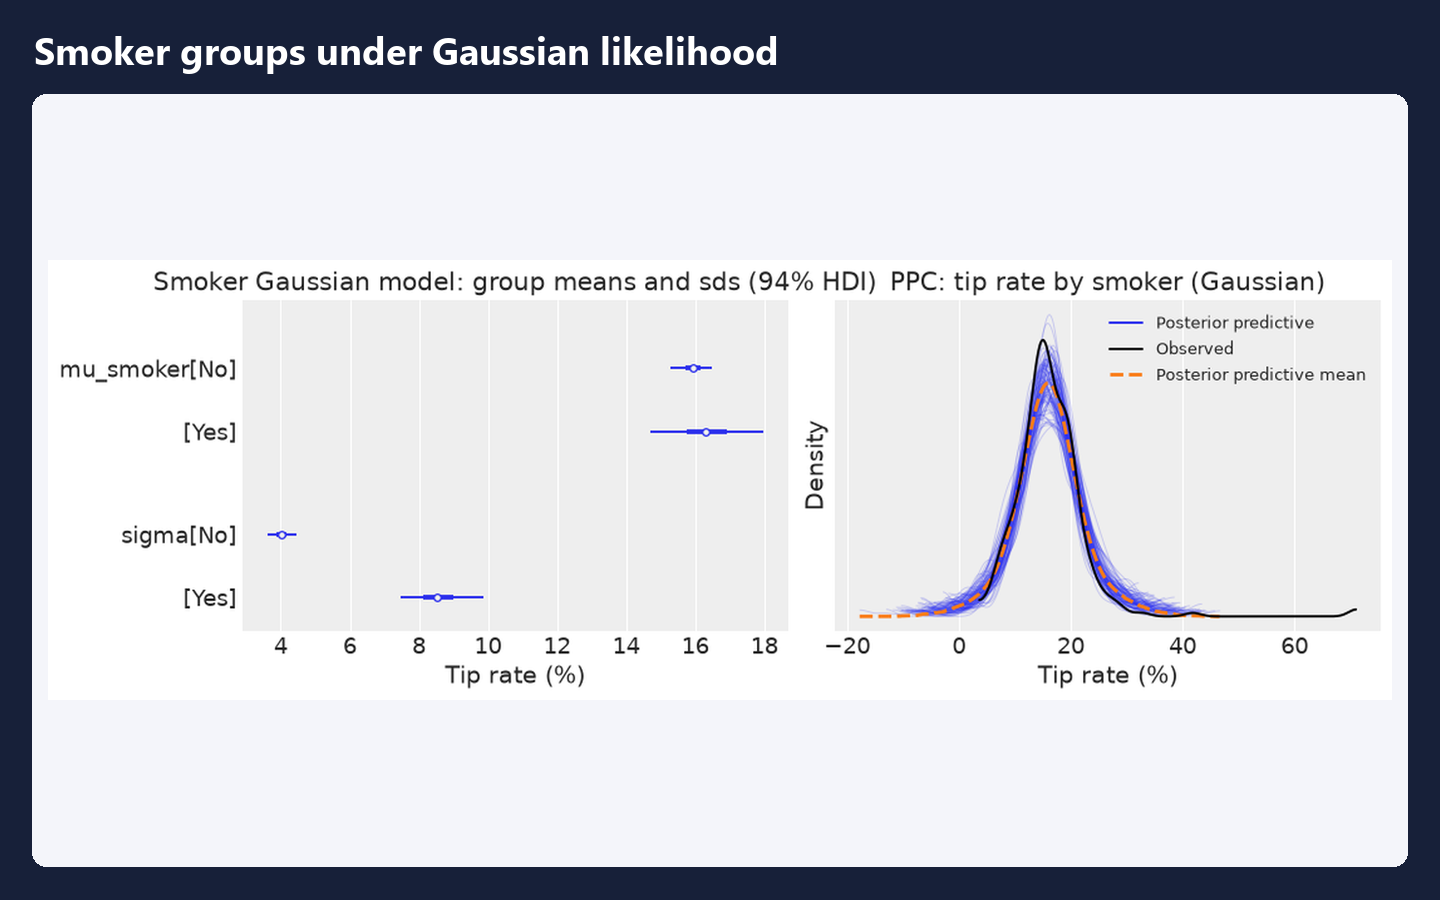 Smoker groups under Gaussian likelihood
Smoker Gaussian model: group means and sds (94% HDI)
mu_smoker[No]
[Yes]
sigma[No]
[Yes]
4 6 8 10 12 14 16 18
Tip rate (%)
PPC: tip rate by smoker (Gaussian)
Posterior predictive
Observed
Posterior predictive mean
Density
−20 0 20 40 60
Tip rate (%)